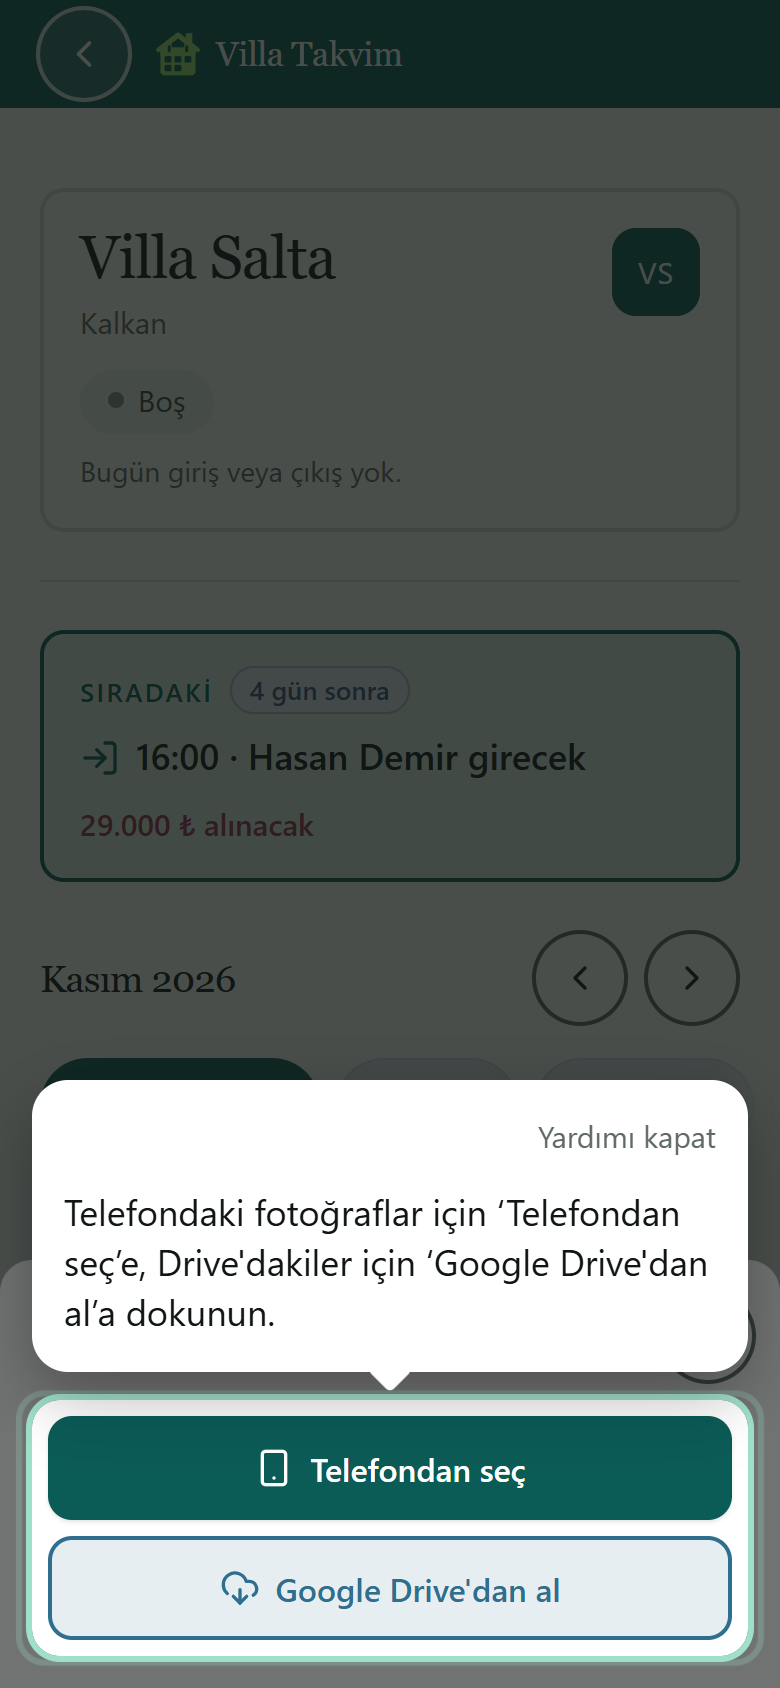 Villa Takvim
Villa Salta
VS
Kalkan
Boş
Bugün giriş veya çıkış yok.
SIRADAKİ
4 gün sonra
16:00 · Hasan Demir girecek
29.000 ₺ alınacak
Kasım 2026
Yardımı kapat
Telefondaki fotoğraflar için ‘Telefondan
seç’e, Drive'dakiler için ‘Google Drive'dan
al’a dokunun.
Telefondan seç
Google Drive'dan al